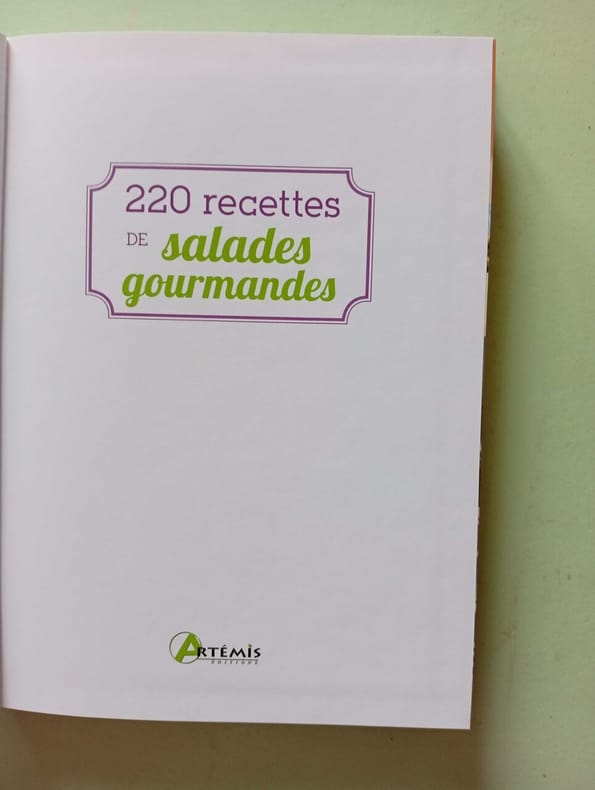 220 recettes
DE salades
gourmandes
ARTÉMIS
ÉDITIONS